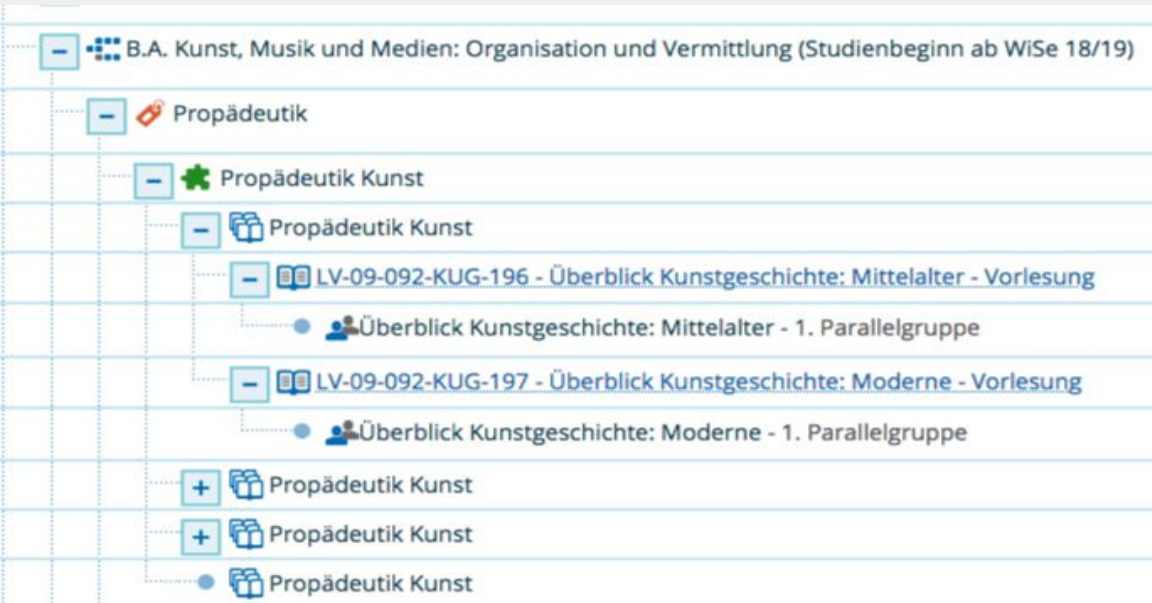 B.A. Kunst, Musik und Medien: Organisation und Vermittlung (Studienbeginn ab WiSe 18/19)
Propädeutik
Propädeutik Kunst
Propädeutik Kunst
LV-09-092-KUG-196 - Überblick Kunstgeschichte: Mittelalter - Vorlesung
Überblick Kunstgeschichte: Mittelalter - 1. Parallelgruppe
LV-09-092-KUG-197 - Überblick Kunstgeschichte: Moderne - Vorlesung
Überblick Kunstgeschichte: Moderne - 1. Parallelgruppe
Propädeutik Kunst
Propädeutik Kunst
Propädeutik Kunst